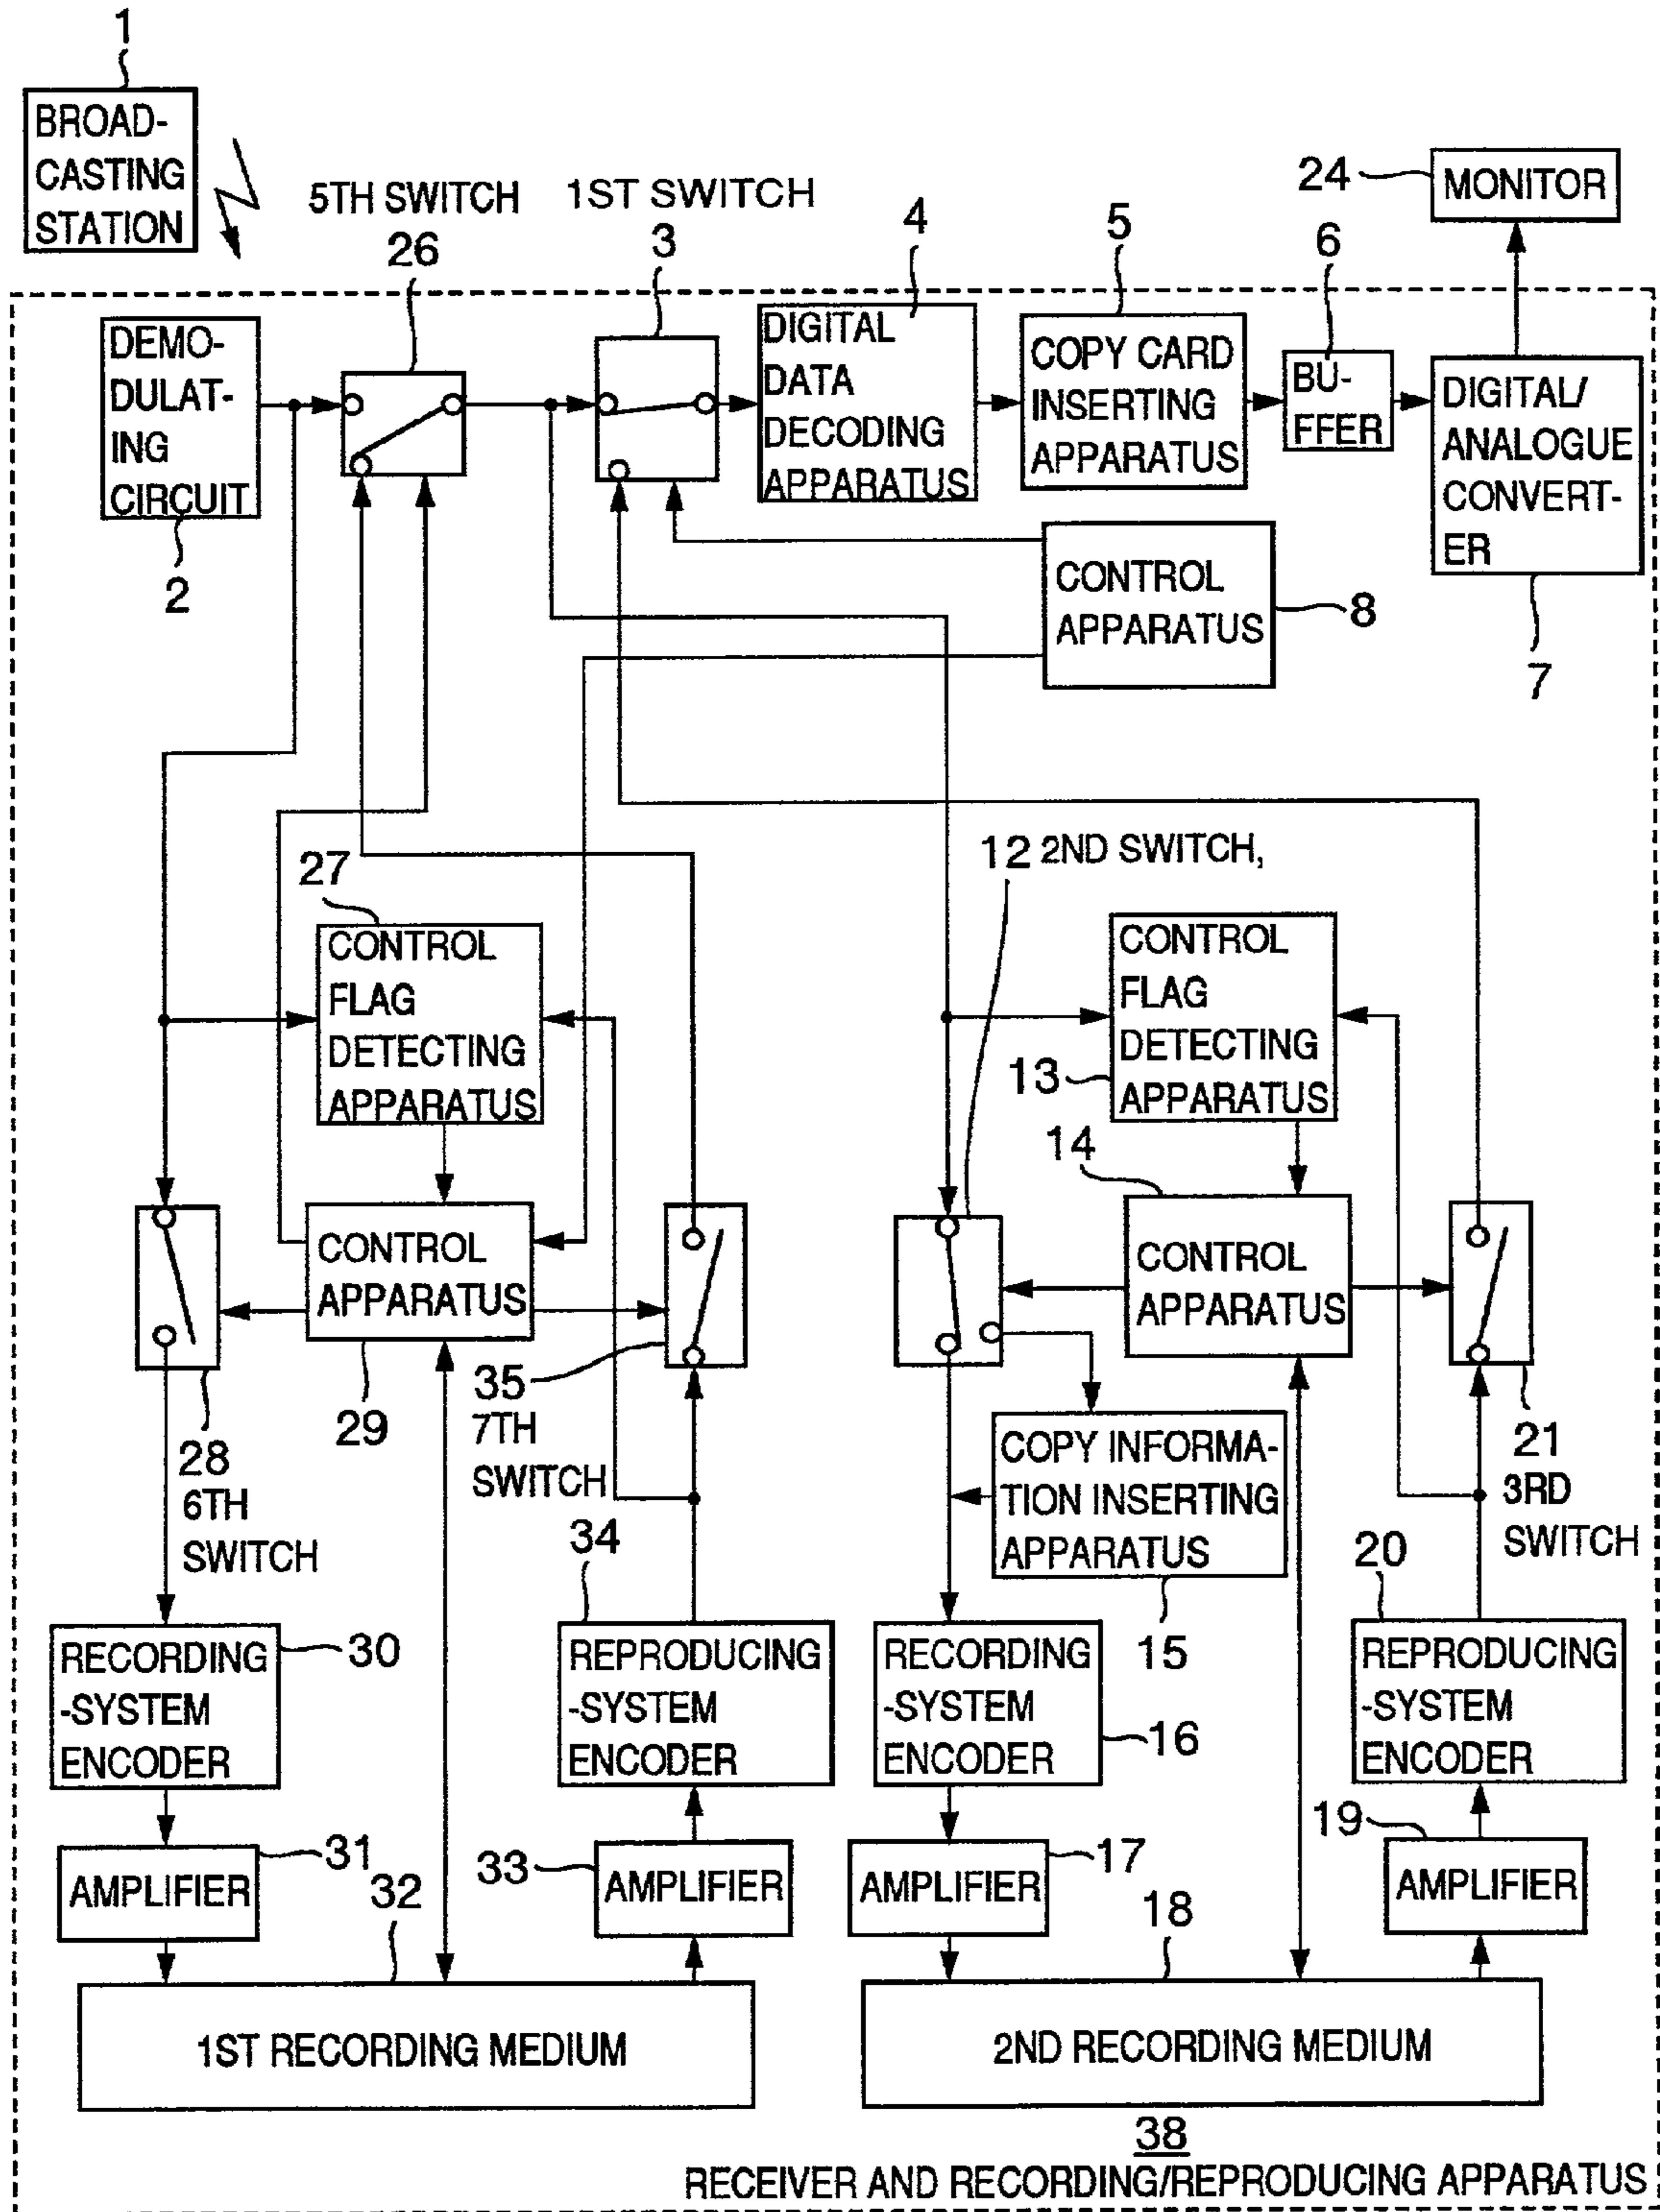 1
BROAD-
CASTING
STATION
5TH SWITCH
26
1ST SWITCH
3
4
5
6
24
MONITOR
DEMO-
DULAT-
ING
CIRCUIT
2
DIGITAL
DATA
DECODING
APPARATUS
COPY CARD
INSERTING
APPARATUS
BU-
FFER
DIGITAL/
ANALOGUE
CONVERT-
ER
7
CONTROL
APPARATUS
8
12 2ND SWITCH,
27
CONTROL
FLAG
DETECTING
APPARATUS
CONTROL
FLAG
DETECTING
APPARATUS
13
14
CONTROL
APPARATUS
29
CONTROL
APPARATUS
28
6TH
SWITCH
35
7TH
SWITCH
COPY INFORMA-
TION INSERTING
APPARATUS
15
21
3RD
SWITCH
34
20
RECORDING
-SYSTEM
ENCODER
30
REPRODUCING
-SYSTEM
ENCODER
RECORDING
-SYSTEM
ENCODER
16
REPRODUCING
-SYSTEM
ENCODER
AMPLIFIER
31
32
33
AMPLIFIER
AMPLIFIER
17
18
19
AMPLIFIER
1ST RECORDING MEDIUM
2ND RECORDING MEDIUM
38
RECEIVER AND RECORDING/REPRODUCING APPARATUS